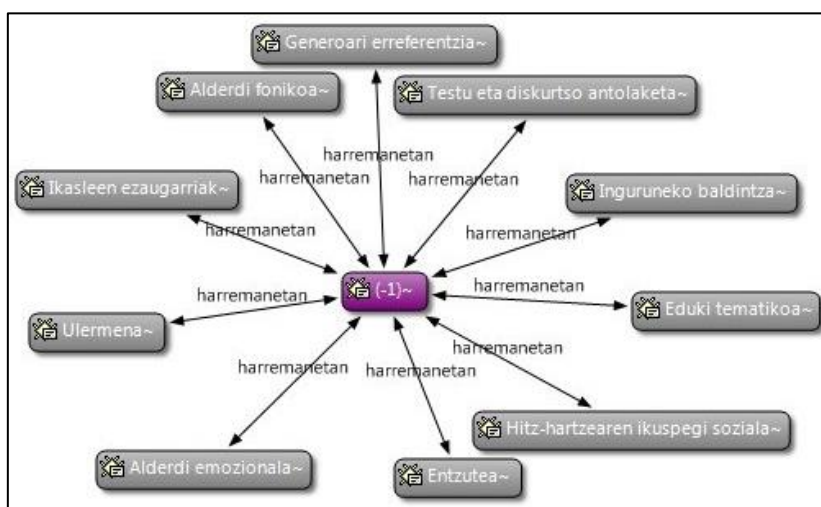 Generoari erreferentzia~
Alderdi fonikoa~
Testu eta diskurtso antolaketa~
harremanetan
harremanetan
harremanetan
Ikasleen ezaugarriak~
Inguruneko baldintza~
harremanetan
harremanetan
(-1)~
harremanetan
harremanetan
Eduki tematikoa~
Ulermena~
harremanetan
harremanetan
harremanetan
Hitz-hartzearen ikuspegi soziala~
Alderdi emozionala~
Entzutea~